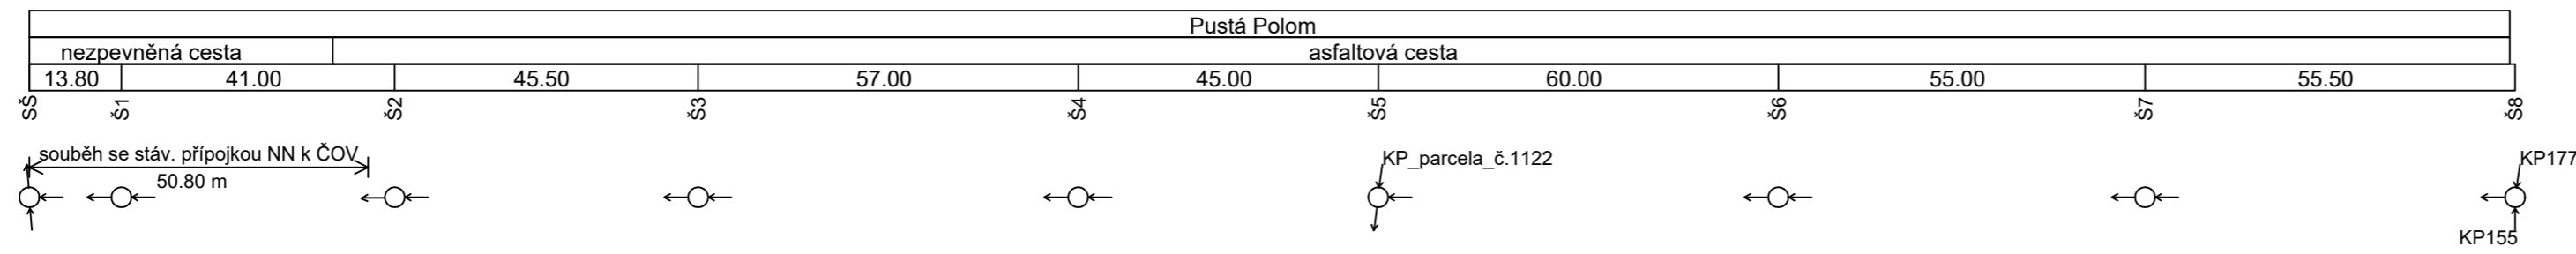 Pustá Polom
nezpevněná cesta asfaltová cesta
13.80 41.00 45.50 57.00 45.00 60.00 55.00 55.50
ŠŠ Š1 Š2 Š3 Š4 Š5 Š6 Š7 Š8
souběh se stáv. přípojkou NN k ČOV KP_parcela_č.1122 KP177
50.80 m
KP155